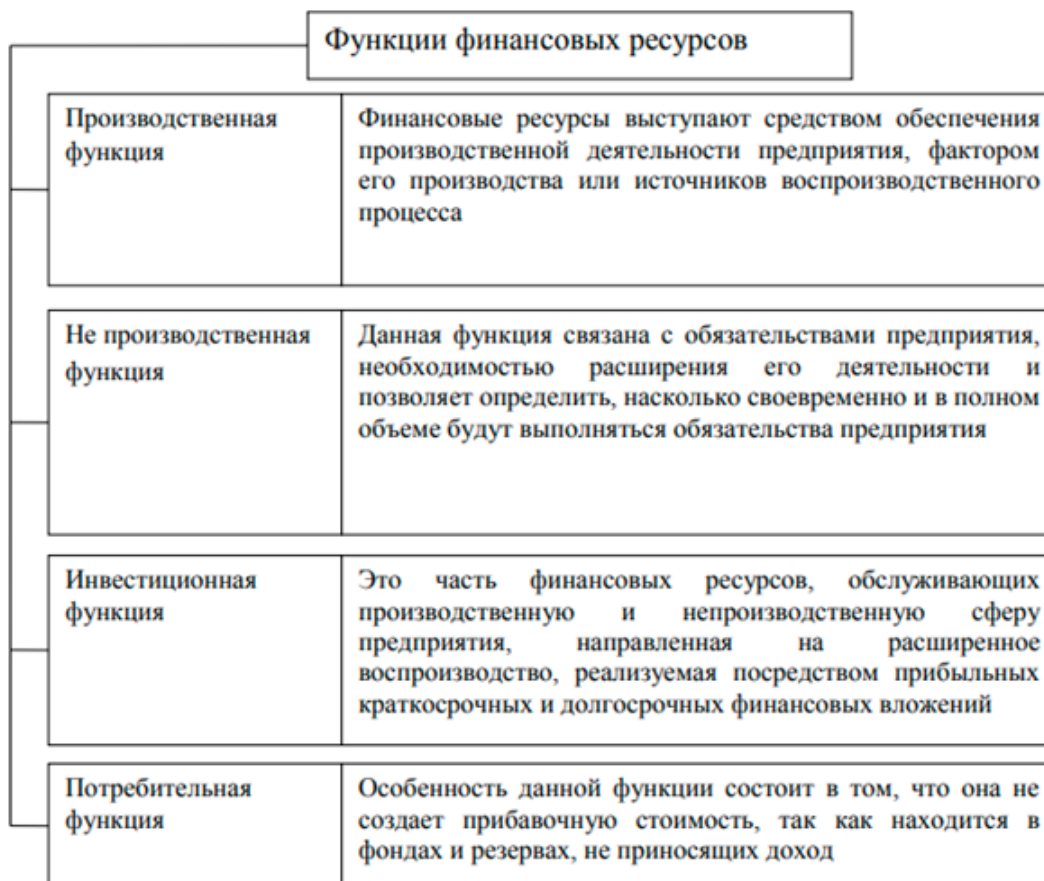 Функции финансовых ресурсов
Производственная
функция
Финансовые ресурсы выступают средством обеспечения
производственной деятельности предприятия, фактором
его производства или источников воспроизводственного
процесса
Не производственная
функция
Данная функция связана с обязательствами предприятия,
необходимостью расширения его деятельности и
позволяет определить, насколько своевременно и в полном
объеме будут выполняться обязательства предприятия
Инвестиционная
функция
Это часть финансовых ресурсов, обслуживающих
производственную и непроизводственную сферу
предприятия, направленная на расширенное
воспроизводство, реализуемая посредством прибыльных
краткосрочных и долгосрочных финансовых вложений
Потребительная
функция
Особенность данной функции состоит в том, что она не
создает прибавочную стоимость, так как находится в
фондах и резервах, не приносящих доход